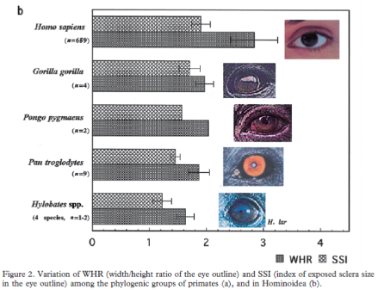 b
Homo sapiens
(n=689)
Gorilla gorilla
(n=4)
Pongo pygmaeus
(n=2)
Pan troglodytes
(n=9)
Hylobates spp.
(4 species, n=1-2)
H. lar
0 1 2 3 4
WHR SSI
Figure 2. Variation of WHR (width/height ratio of the eye outline) and SSI (index of exposed sclera size
in the eye outline) among the phylogenic groups of primates (a), and in Hominoidea (b).